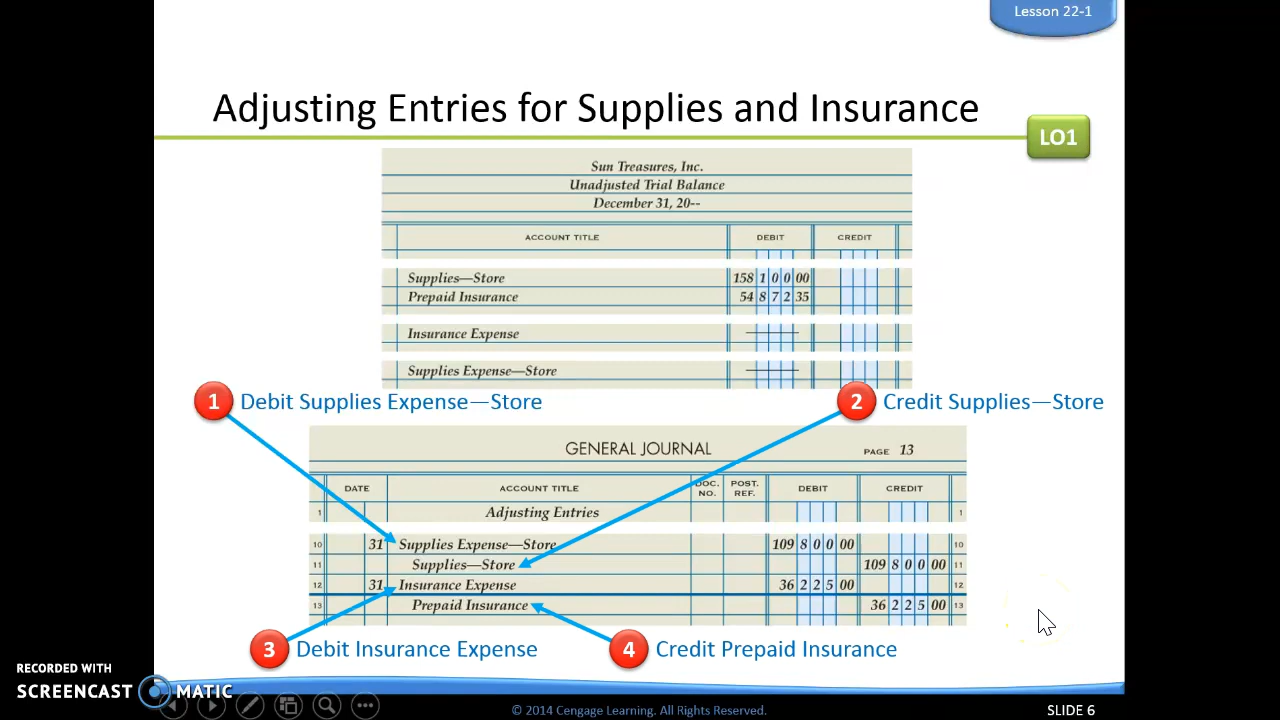 Lesson 22-1
Adjusting Entries for Supplies and Insurance
LO1
Sun Treasures, Inc.
Unadjusted Trial Balance
December 31, 20--
ACCOUNT TITLE DEBIT CREDIT
Supplies—Store 158 1 0 0 00
Prepaid Insurance 54 8 7 2 35
Insurance Expense
Supplies Expense—Store
1 Debit Supplies Expense—Store 2 Credit Supplies—Store
GENERAL JOURNAL PAGE 13
DATE ACCOUNT TITLE DOC. NO. POST. REF. DEBIT CREDIT
1 Adjusting Entries 1
10 31 Supplies Expense—Store 109 8 0 0 00 10
11 Supplies—Store 109 8 0 0 00 11
12 31 Insurance Expense 36 2 2 5 00 12
13 Prepaid Insurance 36 2 2 5 00 13
3 Debit Insurance Expense 4 Credit Prepaid Insurance
RECORDED WITH
SCREENCAST MATIC
© 2014 Cengage Learning. All Rights Reserved. SLIDE 6